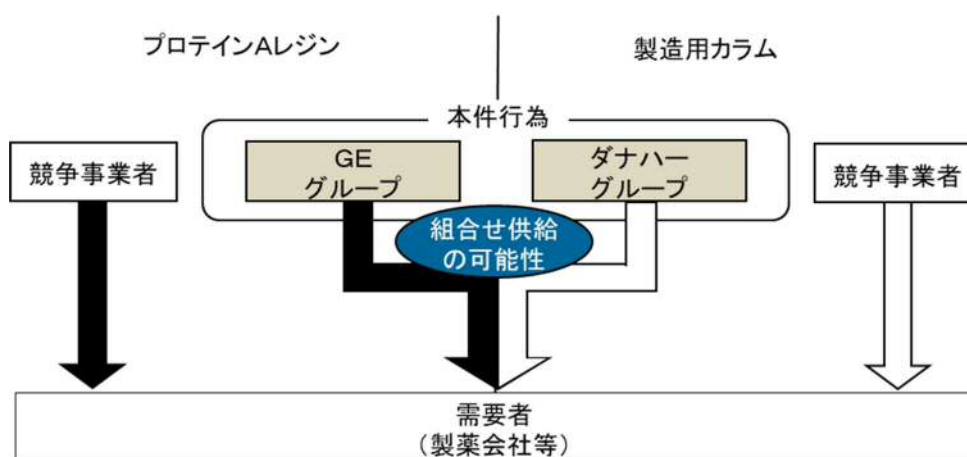 プロテインAレジン
製造用カラム
本件行為
競争事業者
GE
グループ
ダナハー
グループ
競争事業者
組合せ供給
の可能性
需要者
（製薬会社等）